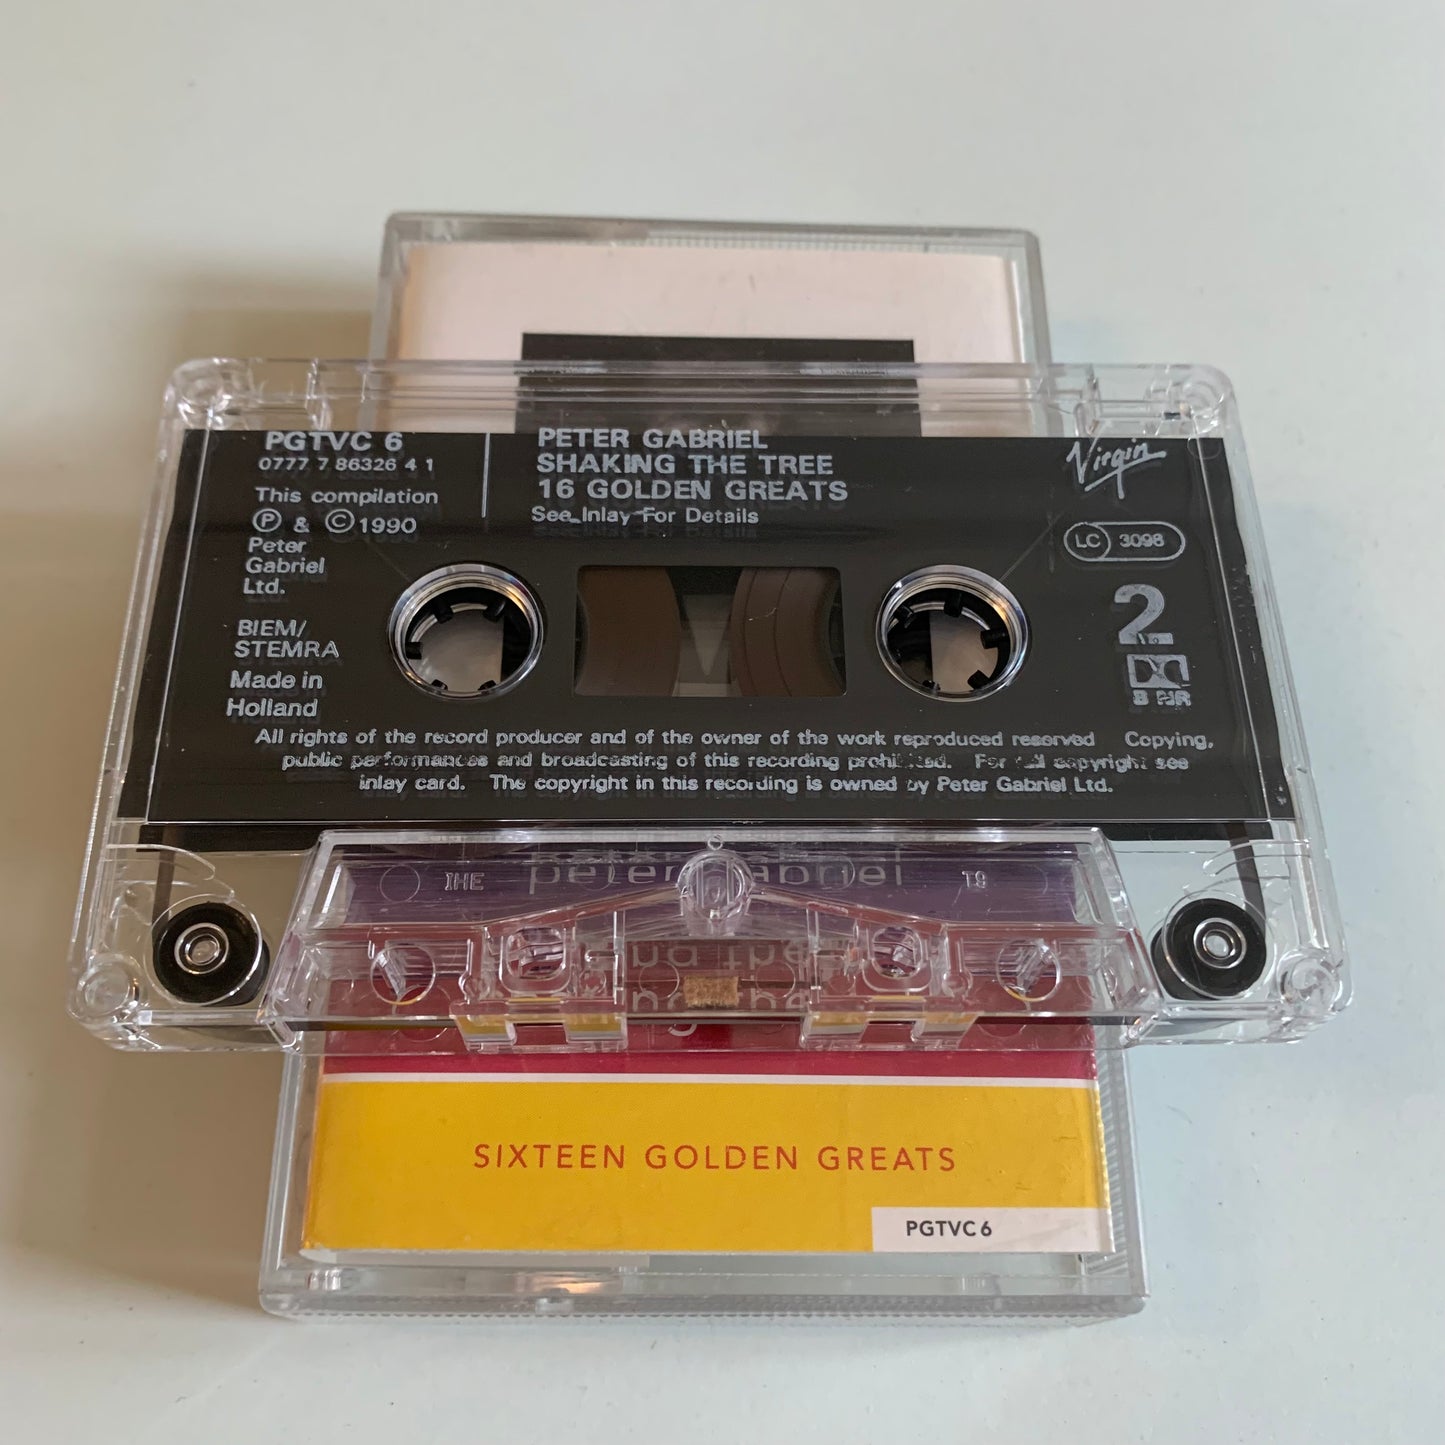 PGTVC 6
0777 7 86326 4 1
This compilation
Ⓟ & © 1990
Peter
Gabriel
Ltd.
BIEM/
STEMRA
Made in
Holland
PETER GABRIEL
SHAKING THE TREE
16 GOLDEN GREATS
See Inlay For Details
Virgin
LC 3098
2
All rights of the record producer and of the owner of the work reproduced reserved Copying,
public performances and broadcasting of this recording prohibited. For full copyright see
inlay card. The copyright in this recording is owned by Peter Gabriel Ltd.
peter gabriel
SIXTEEN GOLDEN GREATS
PGTVC 6